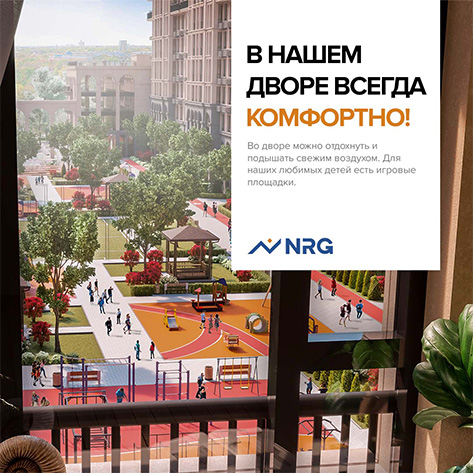 В НАШЕМ
ДВОРЕ ВСЕГДА
КОМФОРТНО!
Во дворе можно отдохнуть и
подышать свежим воздухом. Для
наших любимых детей есть игровые
площадки.
NRG